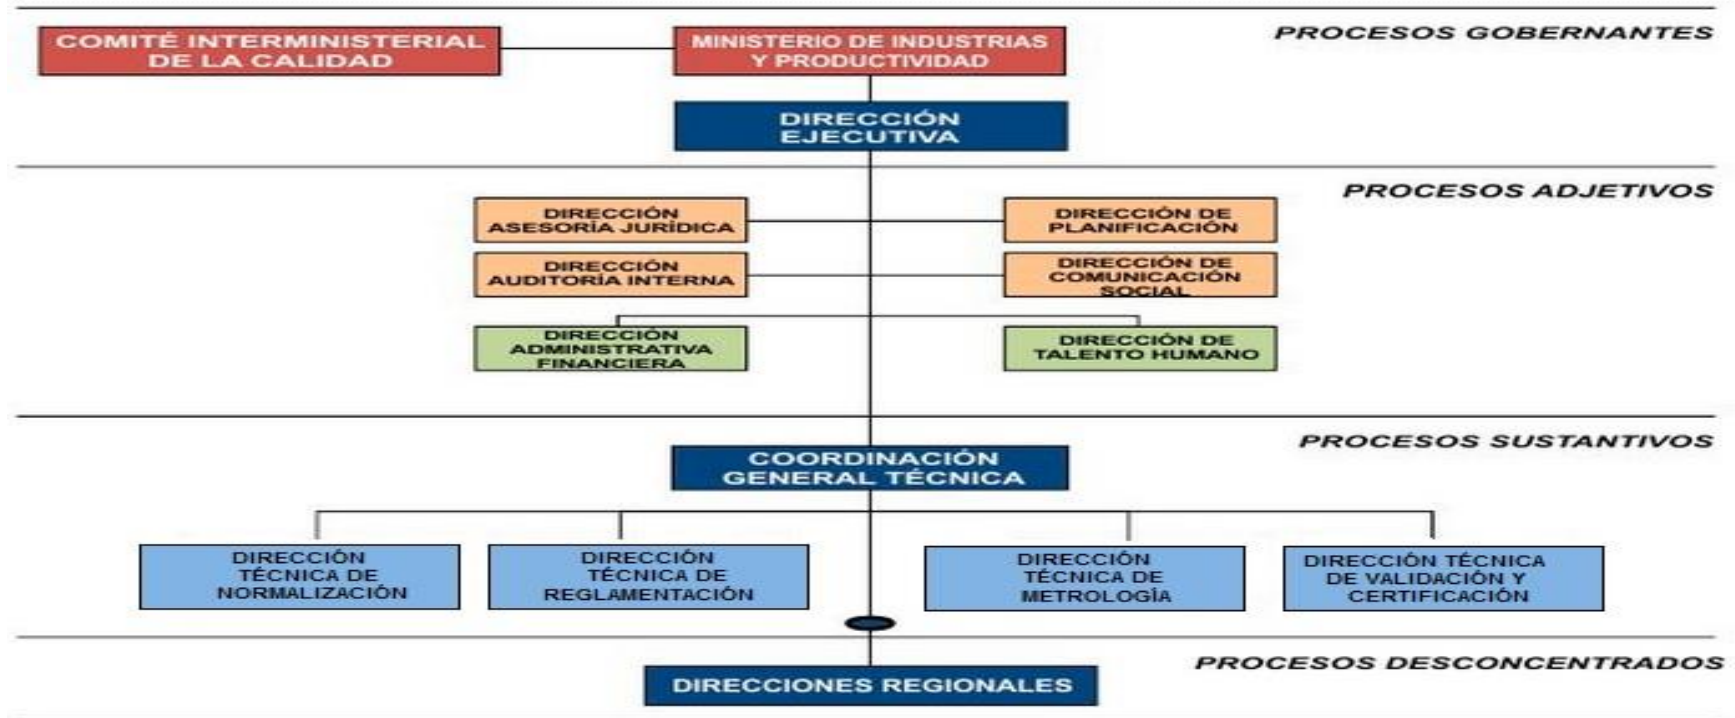 PROCESOS GOBERNANTES
COMITÉ INTERMINISTERIAL
DE LA CALIDAD
MINISTERIO DE INDUSTRIAS
Y PRODUCTIVIDAD
DIRECCIÓN
EJECUTIVA
PROCESOS ADJETIVOS
DIRECCIÓN
ASESORÍA JURÍDICA
DIRECCIÓN DE
PLANIFICACIÓN
DIRECCIÓN
AUDITORÍA INTERNA
DIRECCIÓN DE
COMUNICACIÓN
SOCIAL
DIRECCIÓN
ADMINISTRATIVA
FINANCIERA
DIRECCIÓN DE
TALENTO HUMANO
PROCESOS SUSTANTIVOS
COORDINACIÓN
GENERAL TÉCNICA
DIRECCIÓN
TÉCNICA DE
NORMALIZACIÓN
DIRECCIÓN
TÉCNICA DE
REGLAMENTACIÓN
DIRECCIÓN
TÉCNICA DE
METROLOGÍA
DIRECCIÓN TÉCNICA
DE VALIDACIÓN Y
CERTIFICACIÓN
PROCESOS DESCONCENTRADOS
DIRECCIONES REGIONALES